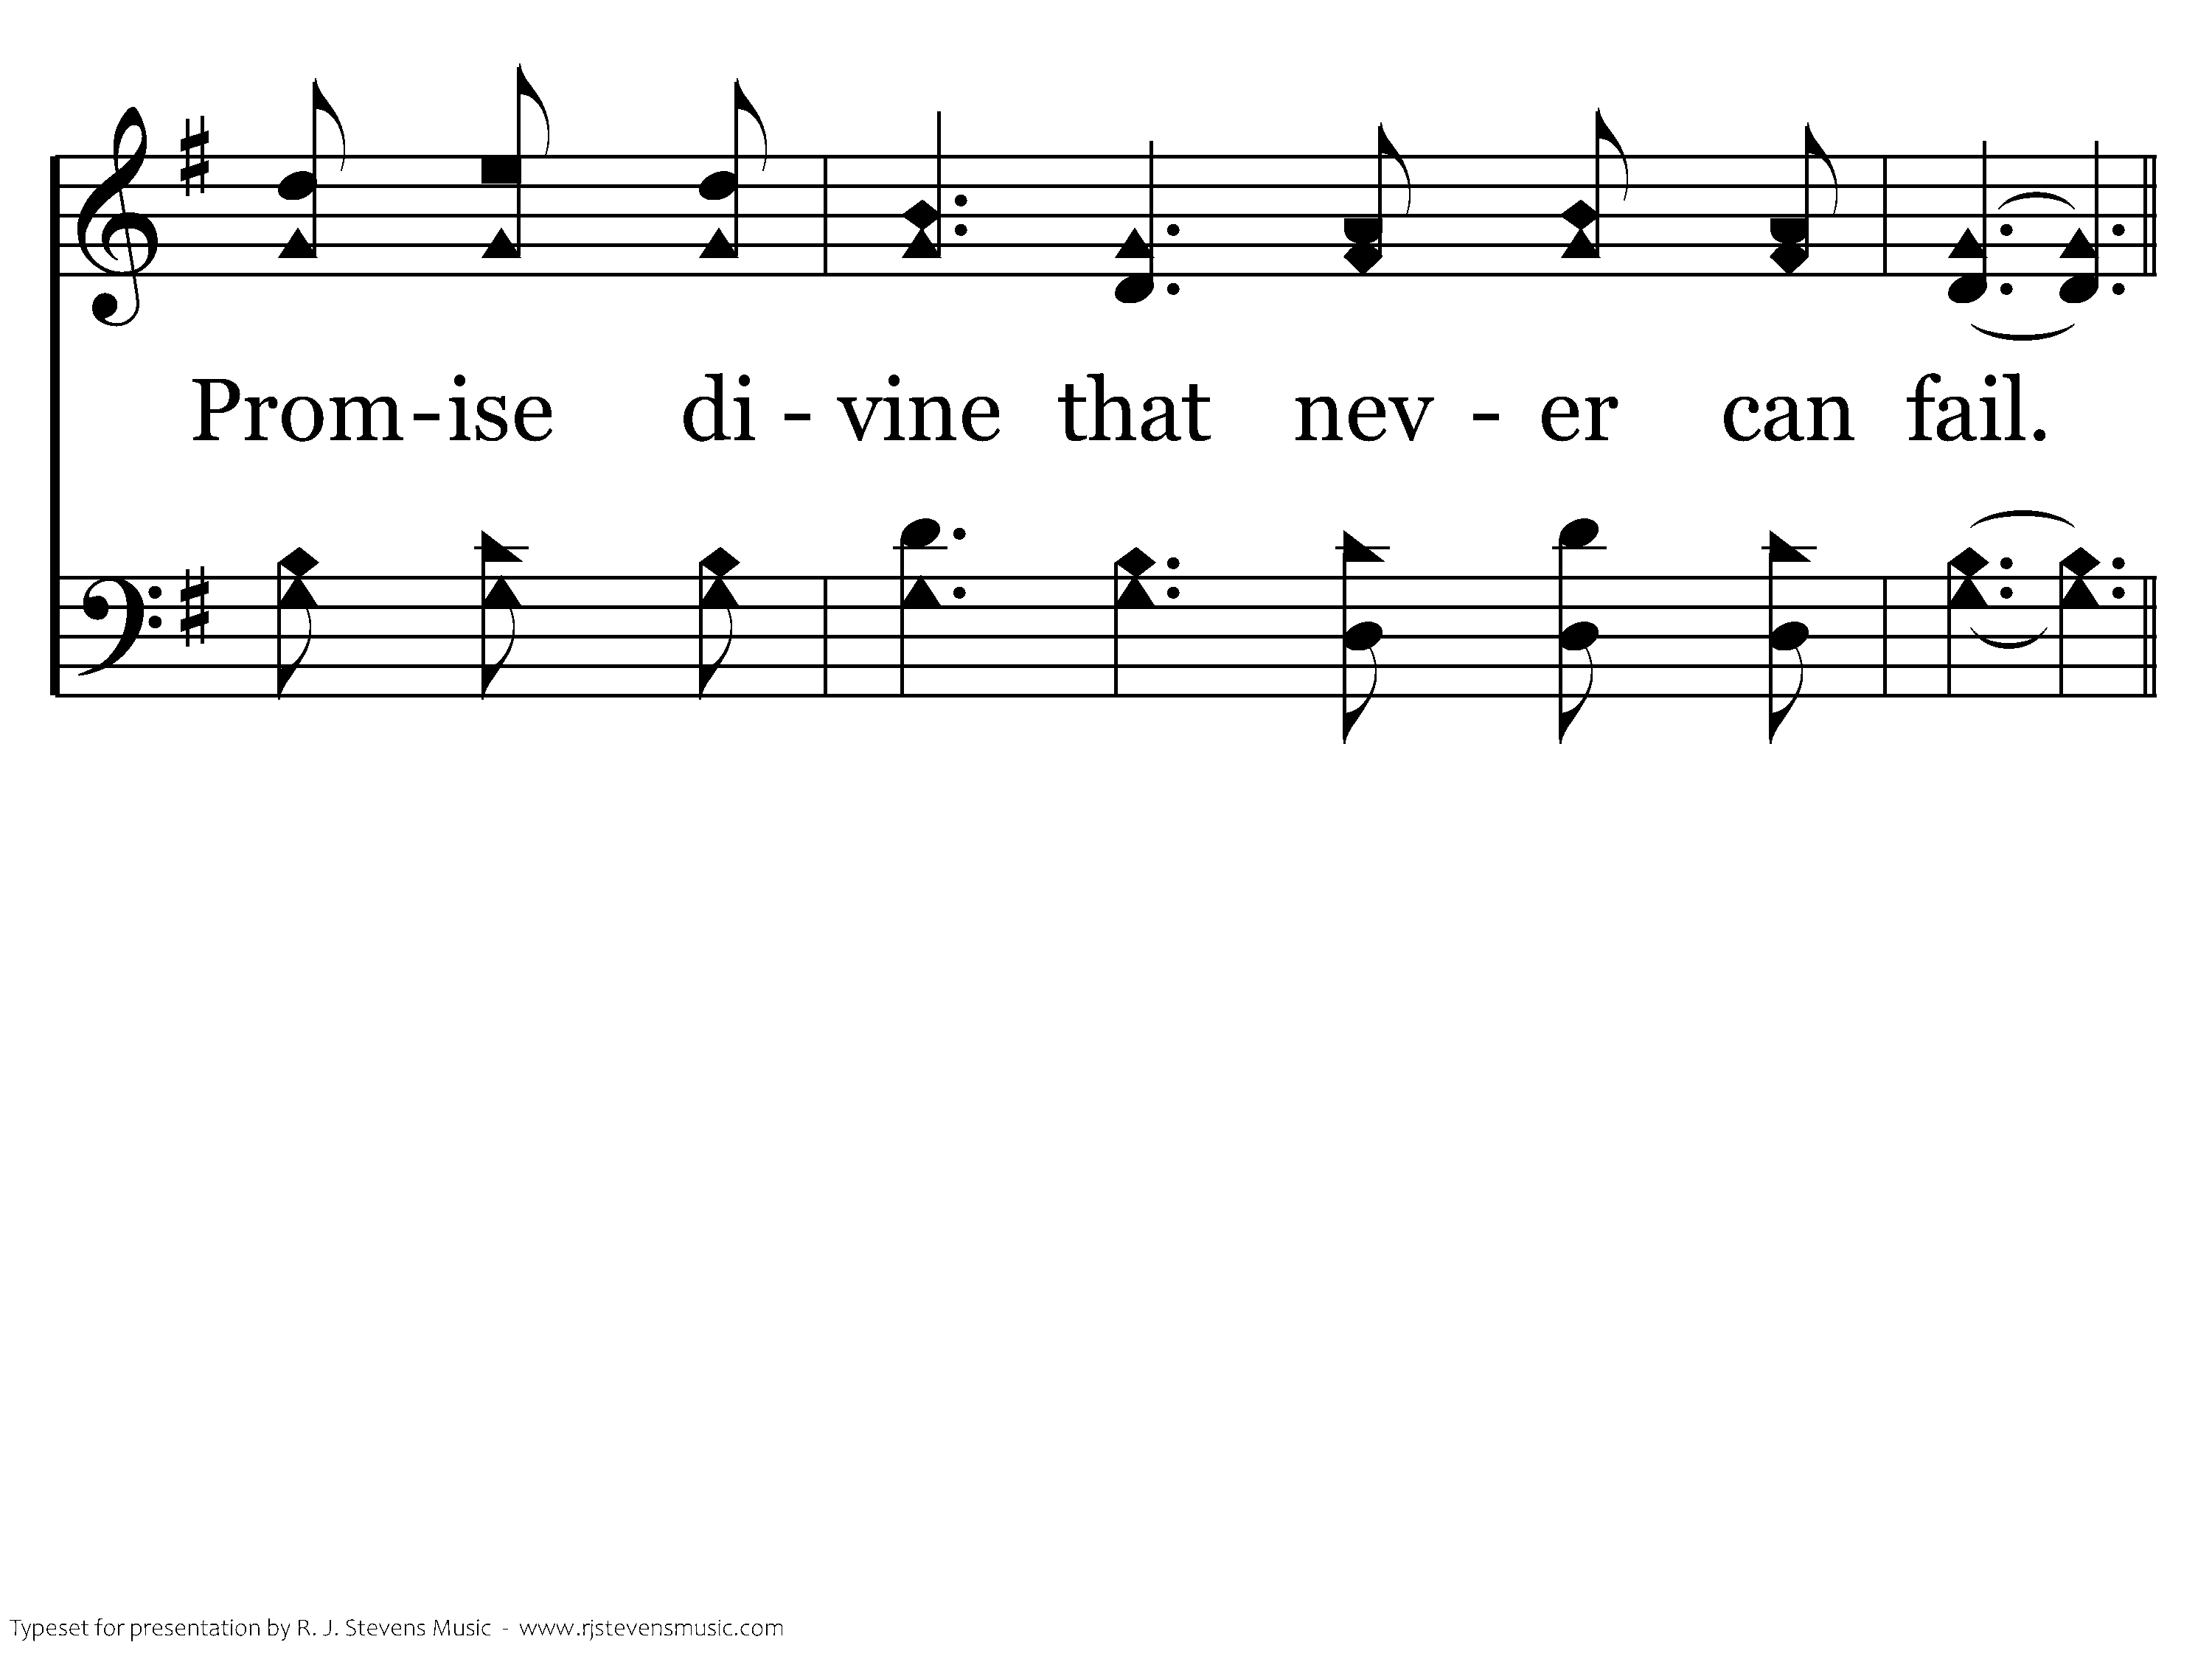 Prom-ise di - vine that nev - er can fail.
Typeset for presentation by R. J. Stevens Music - www.rjstevensmusic.com